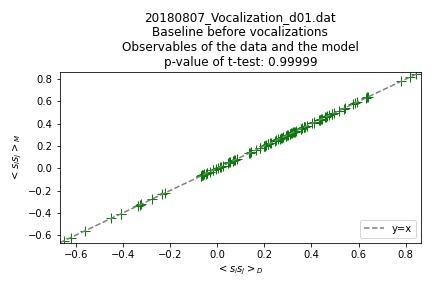 20180807_Vocalization_d01.dat
Baseline before vocalizations
Observables of the data and the model
p-value of t-test: 0.99999
0.8
0.6
0.4
0.2
0.0
−0.2
−0.4
−0.6
< s_i s_j >_M
y=x
−0.6 −0.4 −0.2 0.0 0.2 0.4 0.6 0.8
< s_i s_j >_D